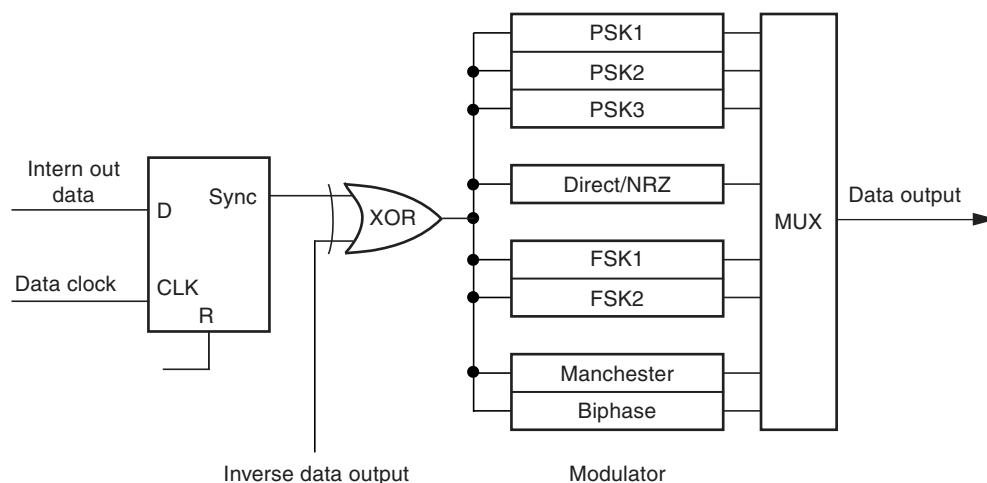 PSK1
PSK2
PSK3
Intern out
data
Sync
D
XOR
Direct/NRZ
Data output
MUX
Data clock
CLK
R
FSK1
FSK2
Manchester
Biphase
Inverse data output
Modulator